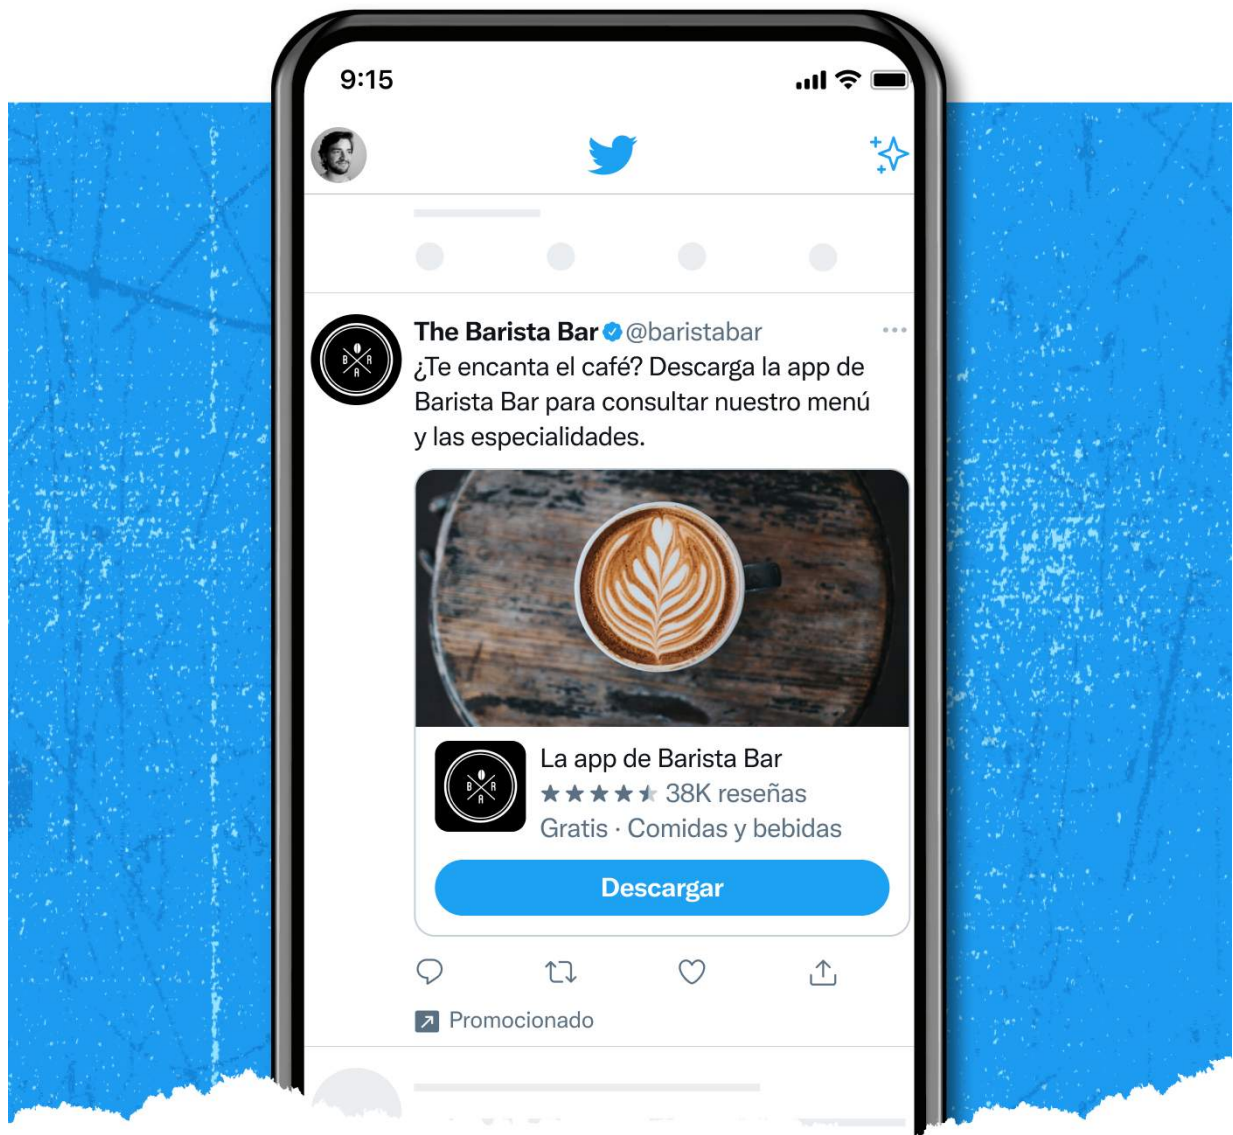 9:15
The Barista Bar @baristabar
¿Te encanta el café? Descarga la app de
Barista Bar para consultar nuestro menú
y las especialidades.
B A R
A
La app de Barista Bar
38K reseñas
Gratis · Comidas y bebidas
Descargar
Promocionado